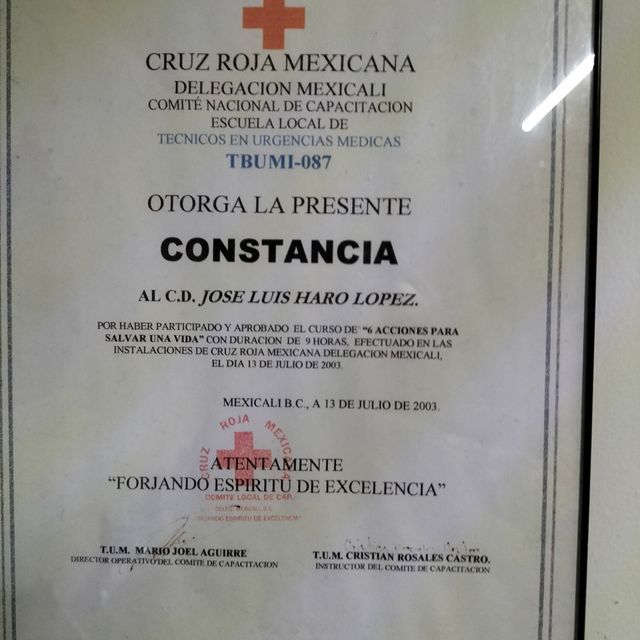 CRUZ ROJA MEXICANA
DELEGACION MEXICALI
COMITÉ NACIONAL DE CAPACITACION
ESCUELA LOCAL DE
TECNICOS EN URGENCIAS MEDICAS
TBUMI-087
OTORGA LA PRESENTE
CONSTANCIA
AL C.D. JOSE LUIS HARO LOPEZ.
POR HABER PARTICIPADO Y APROBADO EL CURSO DE "6 ACCIONES PARA
SALVAR UNA VIDA" CON DURACION DE 9 HORAS, EFECTUADO EN LAS
INSTALACIONES DE CRUZ ROJA MEXICANA DELEGACION MEXICALI,
EL DIA 13 DE JULIO DE 2003.
MEXICALI B.C., A 13 DE JULIO DE 2003.
CRUZ ROJA MEXICANA
ATENTAMENTE
"FORJANDO ESPIRITU DE EXCELENCIA"
COMITE LOCAL DE CAP.
"FORJANDO ESPIRITU DE EXCELENCIA"
T.U.M. MARIO JOEL AGUIRRE
DIRECTOR OPERATIVO DEL COMITE DE CAPACITACION
T.U.M. CRISTIAN ROSALES CASTRO.
INSTRUCTOR DEL COMITE DE CAPACITACION